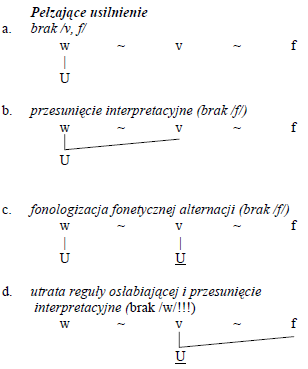 Pełzające usilnienie
a. brak /v, f/
w ~ v ~ f
U
b. przesunięcie interpretacyjne (brak /f/)
w ~ v ~ f
U
c. fonologizacja fonetycznej alternacji (brak /f/)
w ~ v ~ f
U U
d. utrata reguły osłabiającej i przesunięcie
interpretacyjne (brak /w/!!!)
w ~ v ~ f
U